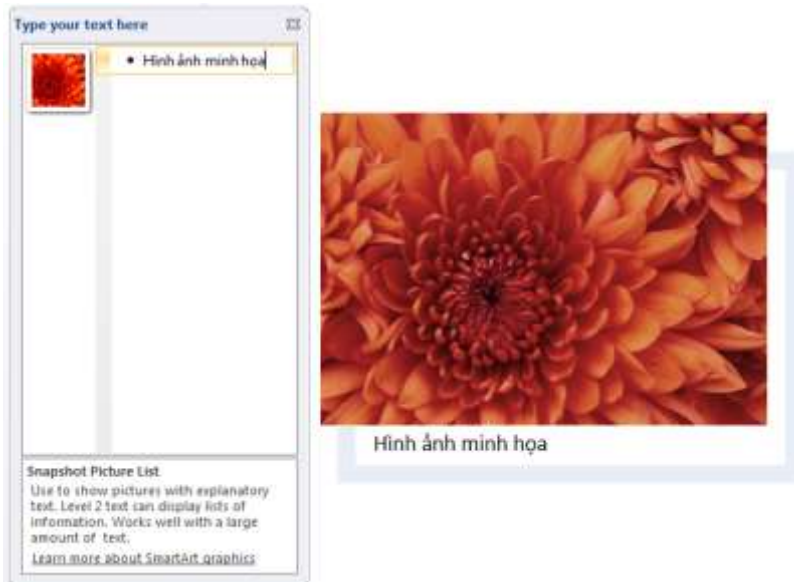 Type your text here
• Hình ảnh minh họa
Hình ảnh minh họa
Snapshot Picture List
Use to show pictures with explanatory
text. Level 2 text can display lists of
information. Works well with a large
amount of text.
Learn more about SmartArt graphics